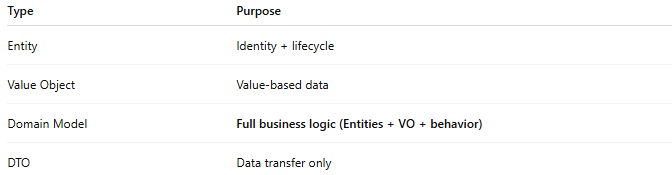 Type Purpose
Entity Identity + lifecycle
Value Object Value-based data
Domain Model Full business logic (Entities + VO + behavior)
DTO Data transfer only